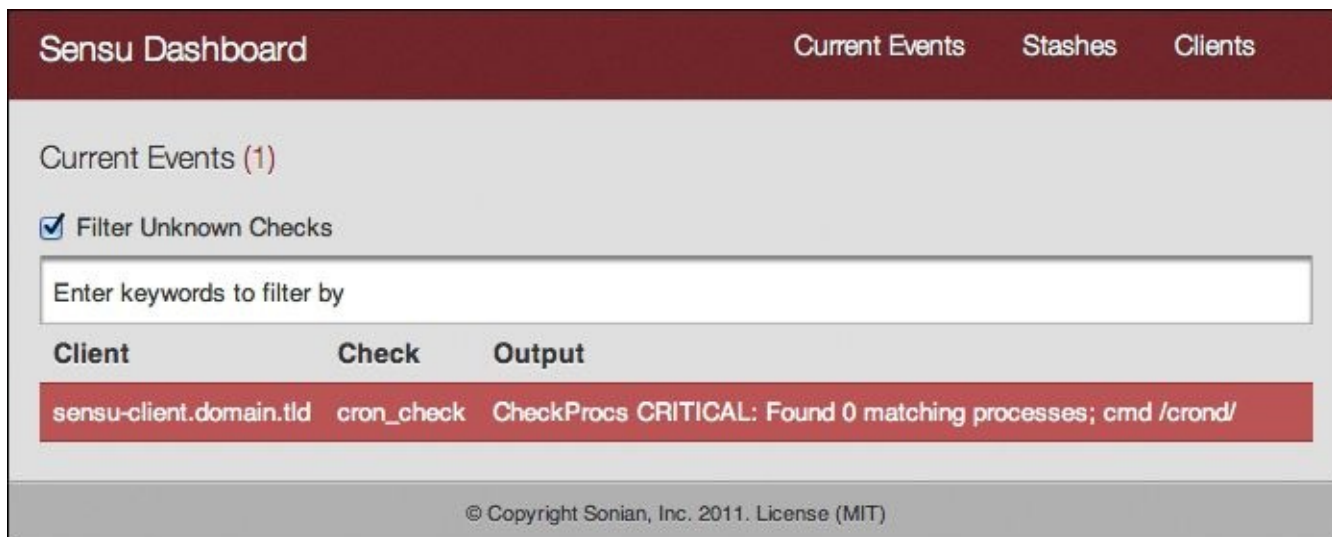 Sensu Dashboard Current Events Stashes Clients
Current Events (1)
Filter Unknown Checks
Enter keywords to filter by
Client Check Output
sensu-client.domain.tld cron_check CheckProcs CRITICAL: Found 0 matching processes; cmd /crond/
© Copyright Sonian, Inc. 2011. License (MIT)